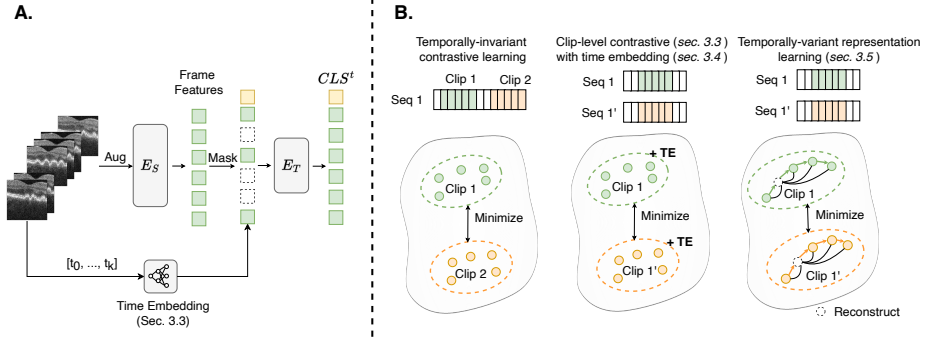 A.
CLS^t
Frame
Features
Aug
E_S
Mask
E_T
[t_0, ..., t_k]
Time Embedding
(Sec. 3.3)
B.
Temporally-invariant
contrastive learning
Clip 1 Clip 2
Seq 1
Clip 1
Minimize
Clip 2
Clip-level contrastive (sec. 3.3)
with time embedding (sec. 3.4)
Seq 1
Seq 1'
+ TE
Clip 1
Minimize
+ TE
Clip 1'
Temporally-variant representation
learning (sec. 3.5)
Seq 1
Seq 1'
Clip 1
Minimize
Clip 1'
Reconstruct